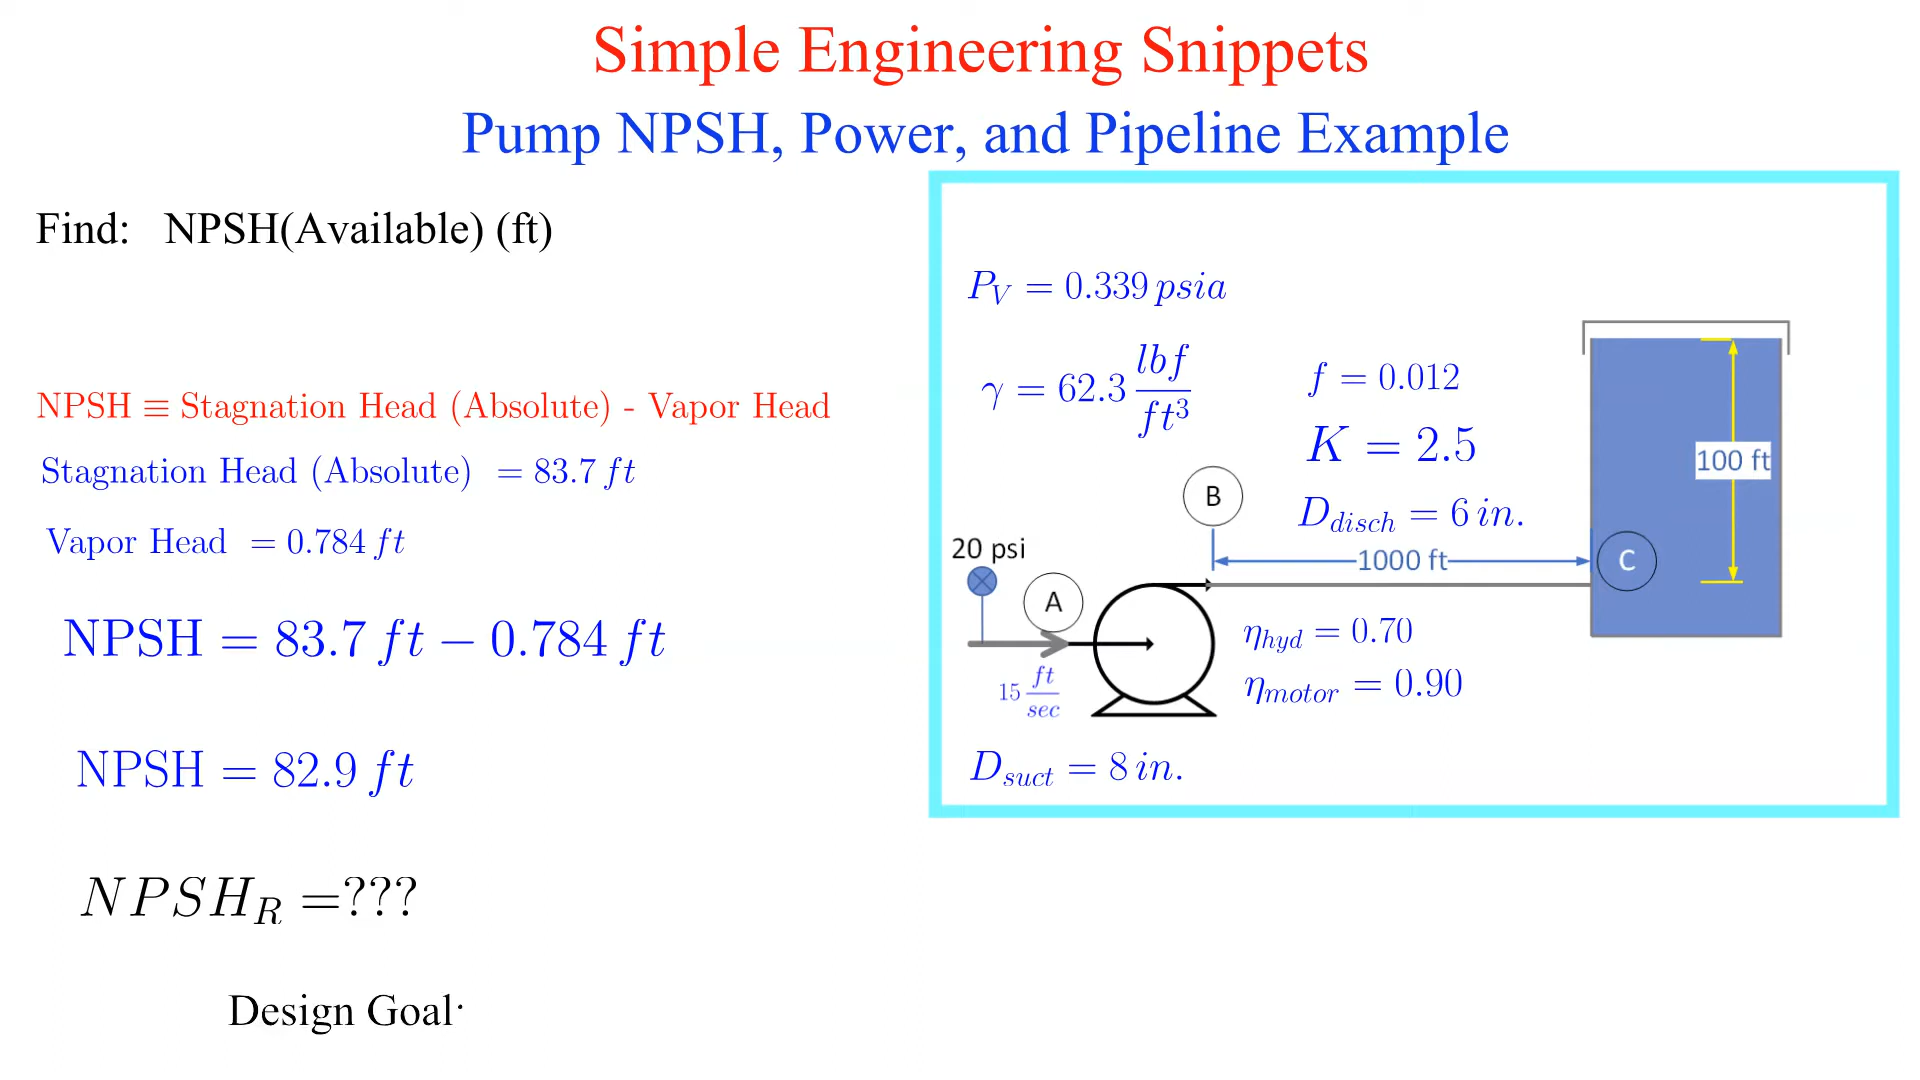 Simple Engineering Snippets
Pump NPSH, Power, and Pipeline Example
Find: NPSH(Available) (ft)
NPSH ≡ Stagnation Head (Absolute) - Vapor Head
Stagnation Head (Absolute) = 83.7 ft
Vapor Head = 0.784 ft
NPSH = 83.7 ft − 0.784 ft
NPSH = 82.9 ft
NPSH_R =???
Design Goal:
P_V = 0.339 psia
γ = 62.3 lbf/ft³
f = 0.012
K = 2.5
D_disch = 6 in.
100 ft
B
1000 ft
C
20 psi
A
15 ft/sec
η_hyd = 0.70
η_motor = 0.90
D_suct = 8 in.